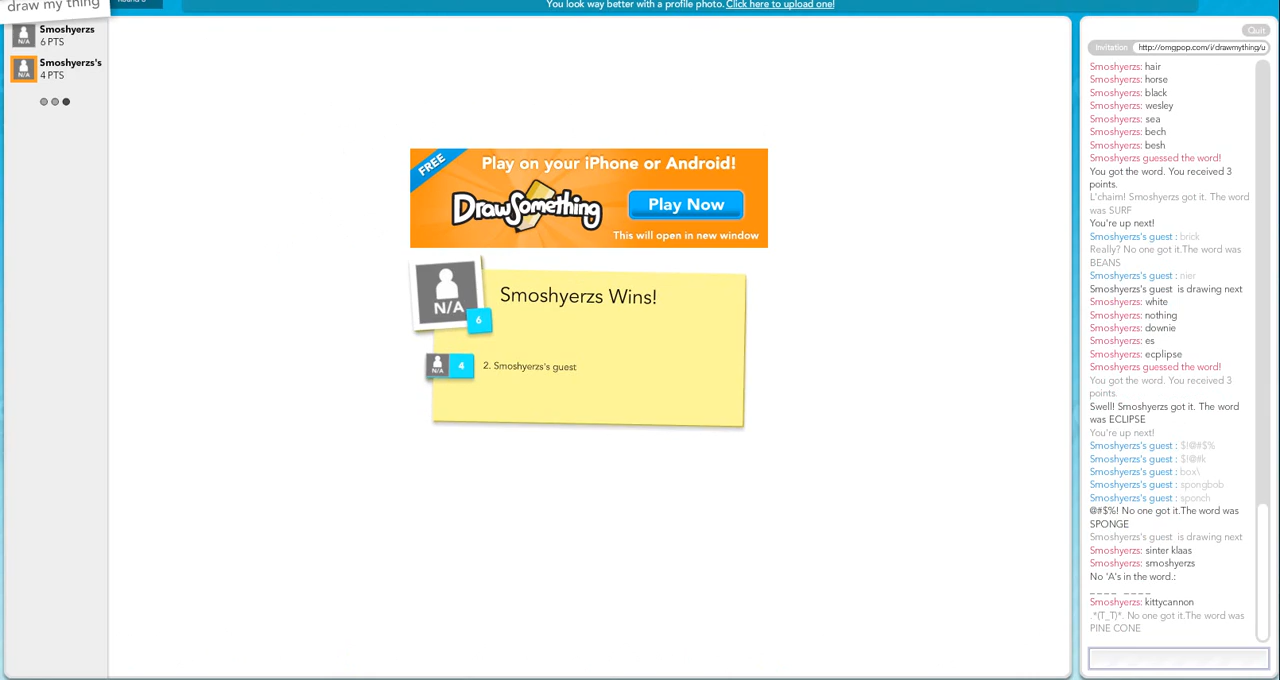 draw my thing
You look way better with a profile photo. Click here to upload one!
Smoshyerzs
6 PTS
N/A
Smoshyerzs's
4 PTS
N/A
FREE
Play on your iPhone or Android!
DrawSomething
Play Now
This will open in new window
N/A
6
Smoshyerzs Wins!
N/A
4
2. Smoshyerzs's guest
Quit
Invitation http://omgpop.com/i/drawmything/u
Smoshyerzs: hair
Smoshyerzs: horse
Smoshyerzs: black
Smoshyerzs: wesley
Smoshyerzs: sea
Smoshyerzs: bech
Smoshyerzs: besh
Smoshyerzs guessed the word!
You got the word. You received 3
points.
L'chaim! Smoshyerzs got it. The word
was SURF
You're up next!
Smoshyerzs's guest : brick
Really? No one got it.The word was
BEANS
Smoshyerzs's guest : nier
Smoshyerzs's guest is drawing next
Smoshyerzs: white
Smoshyerzs: nothing
Smoshyerzs: downie
Smoshyerzs: es
Smoshyerzs: ecplipse
Smoshyerzs guessed the word!
You got the word. You received 3
points.
Swell! Smoshyerzs got it. The word
was ECLIPSE
You're up next!
Smoshyerzs's guest : $!@#$%
Smoshyerzs's guest : $!@#k
Smoshyerzs's guest : box\
Smoshyerzs's guest : spongbob
Smoshyerzs's guest : sponch
@#$%! No one got it.The word was
SPONGE
Smoshyerzs's guest is drawing next
Smoshyerzs: sinter klaas
Smoshyerzs: smoshyerzs
No 'A's in the word.:
_ _ _ _ _ _ _ _
Smoshyerzs: kittycannon
.*(T_T)*. No one got it.The word was
PINE CONE